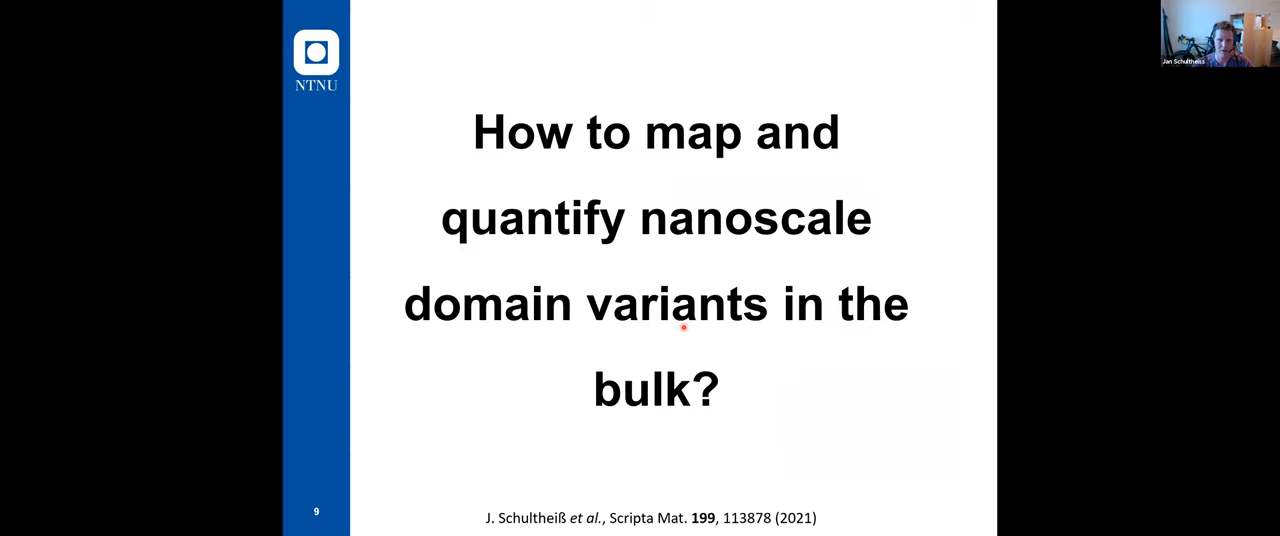 NTNU
Jan Schultheiss
How to map and
quantify nanoscale
domain variants in the
bulk?
9
J. Schultheiß et al., Scripta Mat. 199, 113878 (2021)